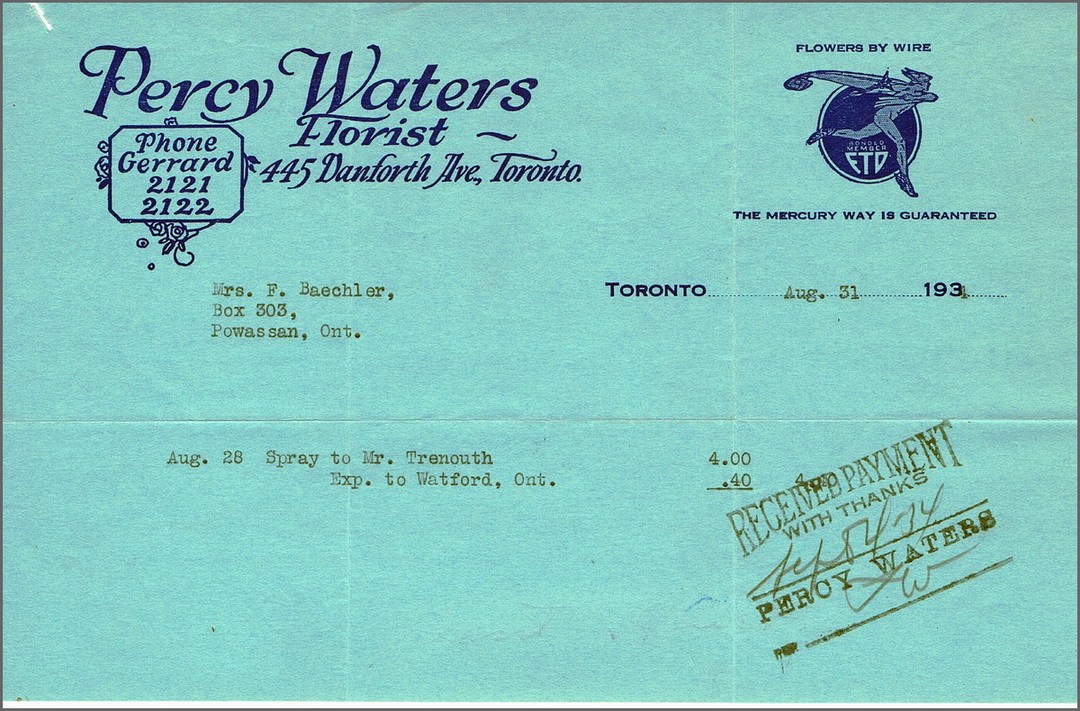 Percy Waters
Florist
445 Danforth Ave., Toronto.
Phone
Gerrard
2121
2122
FLOWERS BY WIRE
BONDED
MEMBER
FTD
THE MERCURY WAY IS GUARANTEED
Mrs. F. Baechler,
Box 303,
Powassan, Ont.
TORONTO Aug. 31 1934
Aug. 28 Spray to Mr. Trenouth 4.00
Exp. to Watford, Ont. .40
RECEIVED PAYMENT
WITH THANKS
PERCY WATERS